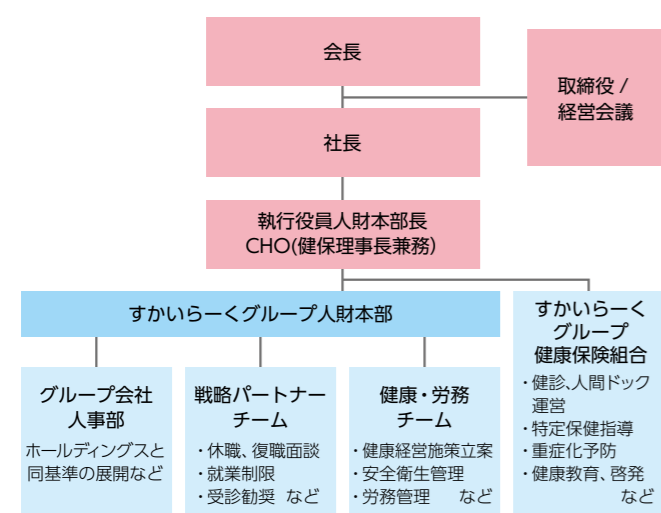 会長
取締役 /
経営会議
社長
執行役員人財本部長
CHO(健保理事長兼務)
すかいらーくグループ人財本部
グループ会社
人事部
ホールディングスと
同基準の展開など
戦略パートナー
チーム
・休職、復職面談
・就業制限
・受診勧奨 など
健康・労務
チーム
・健康経営施策立案
・安全衛生管理
・労務管理 など
すかいらーく
グループ
健康保険組合
・健診、人間ドック
運営
・特定保健指導
・重症化予防
・健康教育、啓発
など